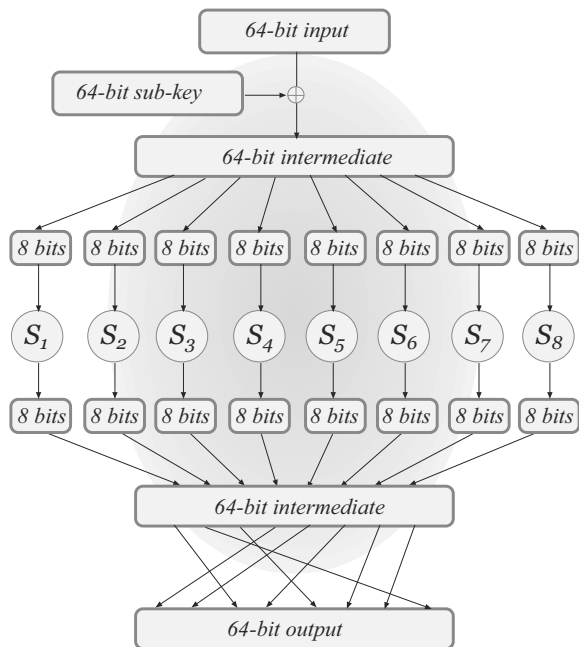 64-bit input
64-bit sub-key
64-bit intermediate
8 bits 8 bits 8 bits 8 bits 8 bits 8 bits 8 bits 8 bits
S1 S2 S3 S4 S5 S6 S7 S8
8 bits 8 bits 8 bits 8 bits 8 bits 8 bits 8 bits 8 bits
64-bit intermediate
64-bit output